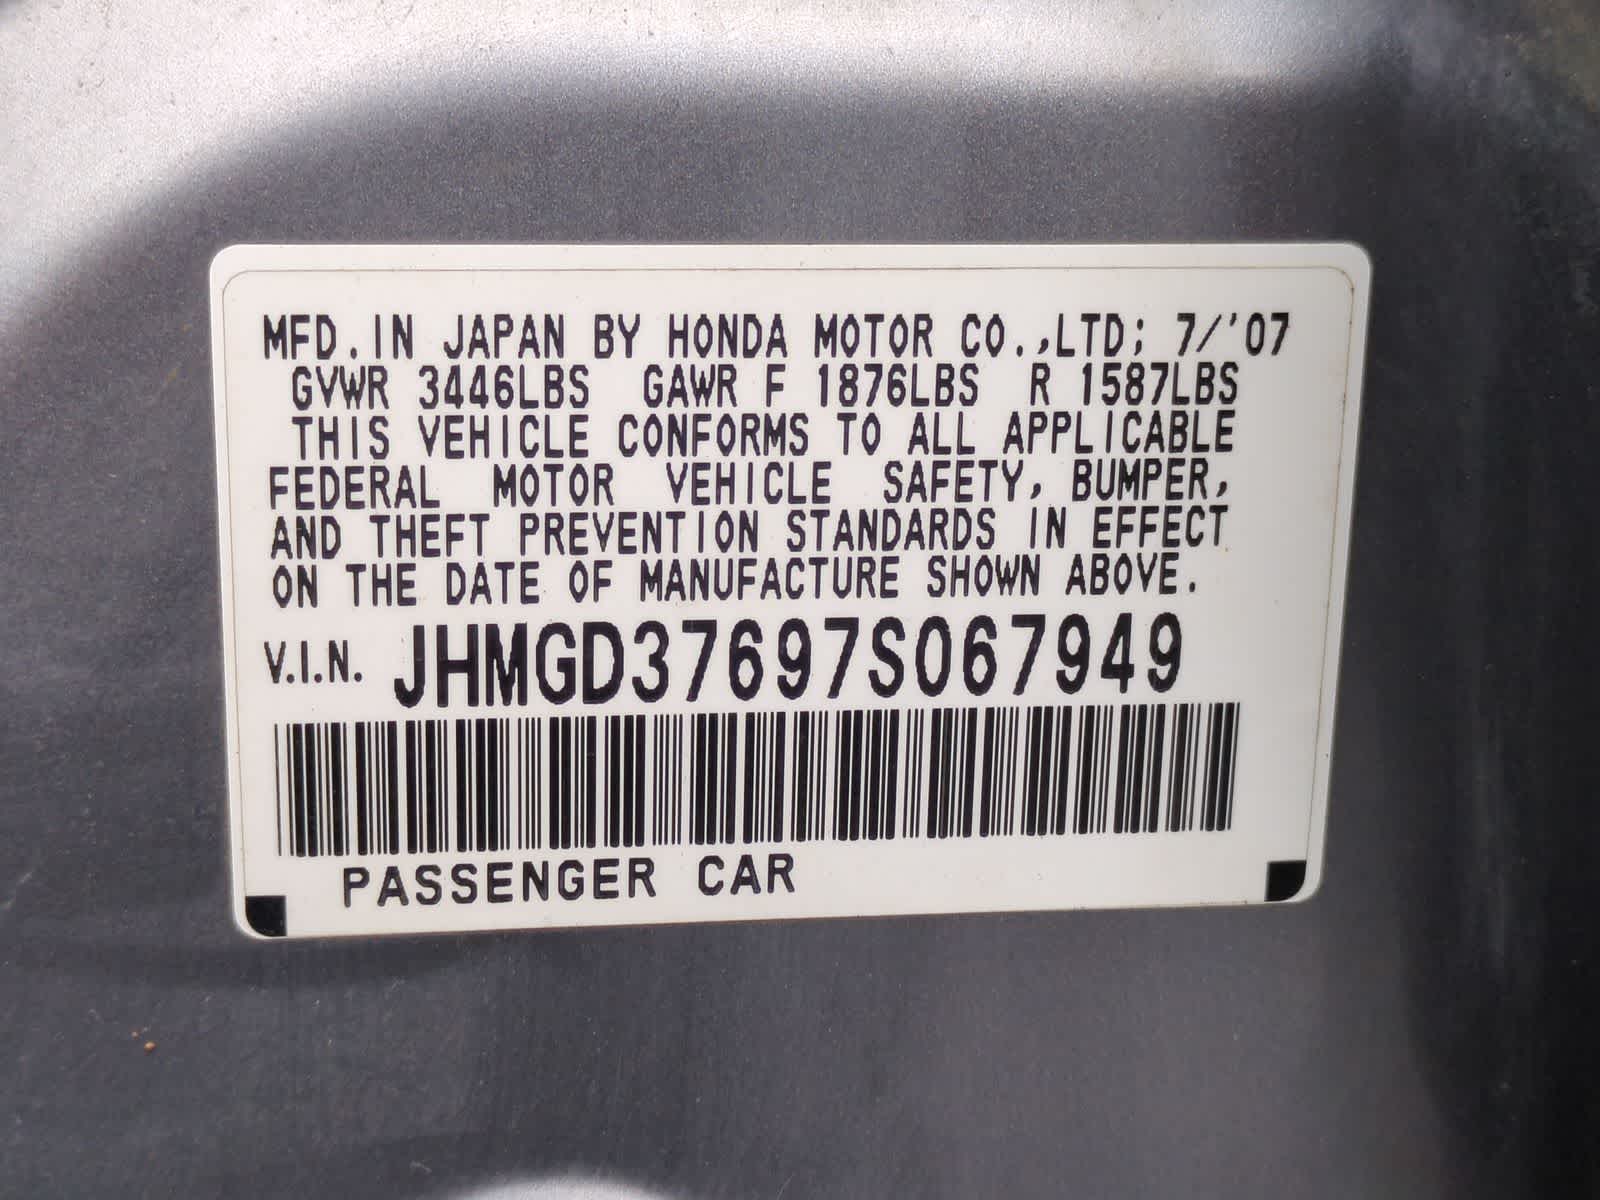 MFD. IN JAPAN BY HONDA MOTOR CO.,LTD; 7/'07
GVWR 3446LBS GAWR F 1876LBS R 1587LBS
THIS VEHICLE CONFORMS TO ALL APPLICABLE
FEDERAL MOTOR VEHICLE SAFETY, BUMPER,
AND THEFT PREVENTION STANDARDS IN EFFECT
ON THE DATE OF MANUFACTURE SHOWN ABOVE.
V.I.N. JHMGD37697S067949
PASSENGER CAR